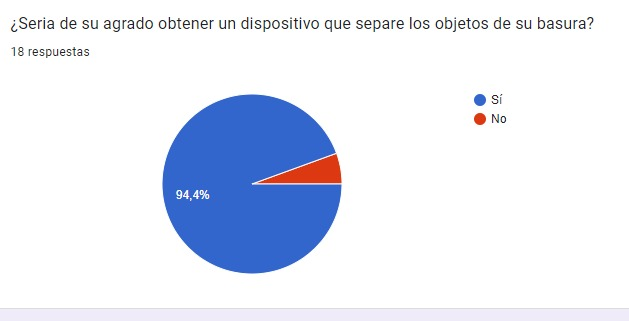 ¿Seria de su agrado obtener un dispositivo que separe los objetos de su basura?
18 respuestas
Sí
No
94,4%